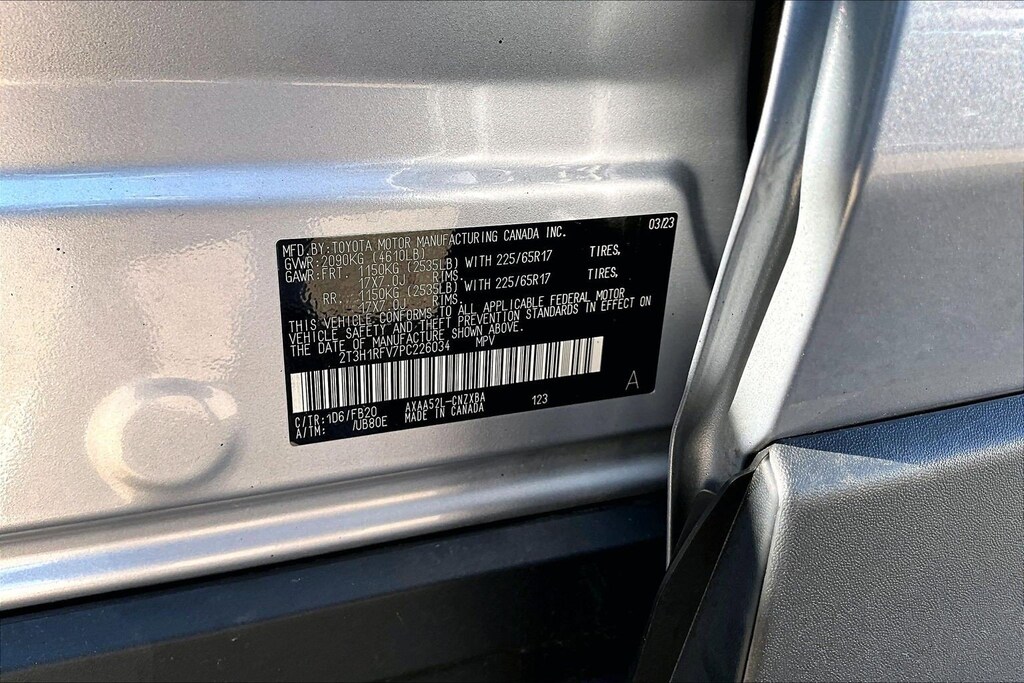 MFD.BY:TOYOTA MOTOR MANUFACTURING CANADA INC. 03/23
GVWR:2090KG (4610LB)
GAWR:FRT. 1150KG (2535LB) WITH 225/65R17 TIRES,
17X7.0J RIMS.
RR. 1150KG (2535LB) WITH 225/65R17 TIRES,
17X7.0J RIMS.
THIS VEHICLE CONFORMS TO ALL APPLICABLE FEDERAL MOTOR
VEHICLE SAFETY AND THEFT PREVENTION STANDARDS IN EFFECT ON
THE DATE OF MANUFACTURE SHOWN ABOVE.
2T3H1RFV7PC226034 MPV
A
C/TR:1D6/FB20 AXAA52L-CNZXBA 123
A/TM: /UB80E MADE IN CANADA